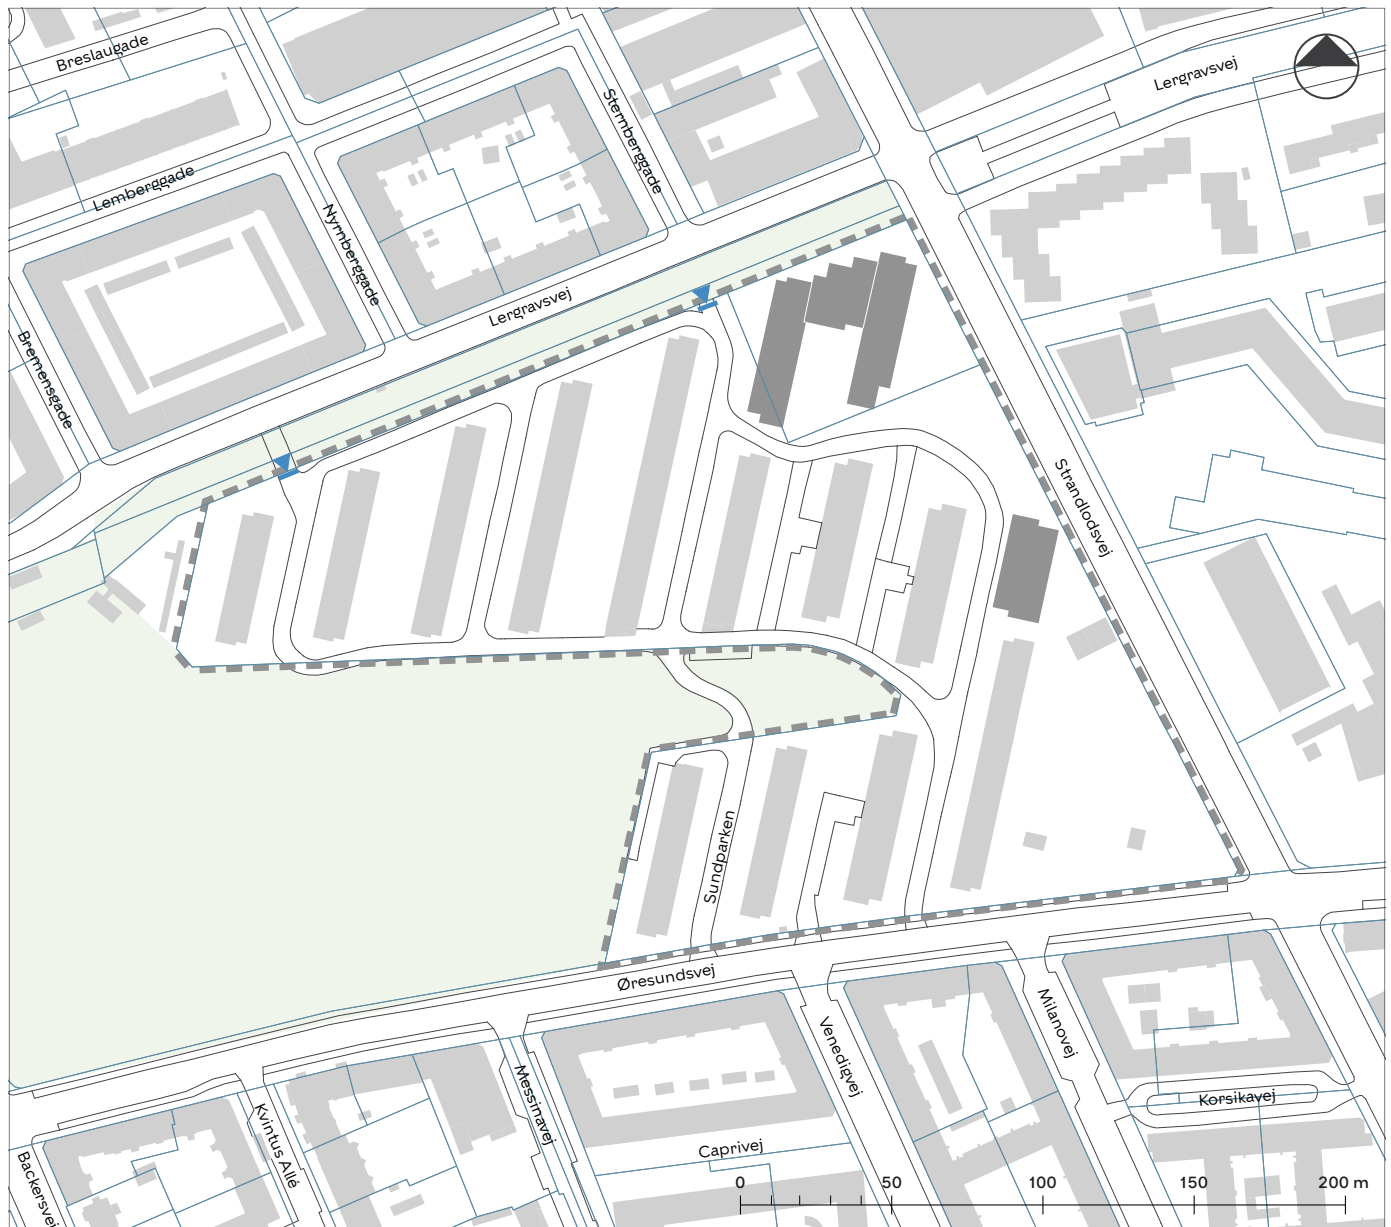 Breslaugade
Lergravsvej
Sternberggade
Lemberggade
Nyrnberggade
Lergravsvej
Bremensgade
Strandlodsvej
Sundparken
Øresundsvej
Milanovej
Venedigvej
Messinavej
Korsikavej
Kvintus Allé
Caprivej
Backersvej
0 50 100 150 200 m